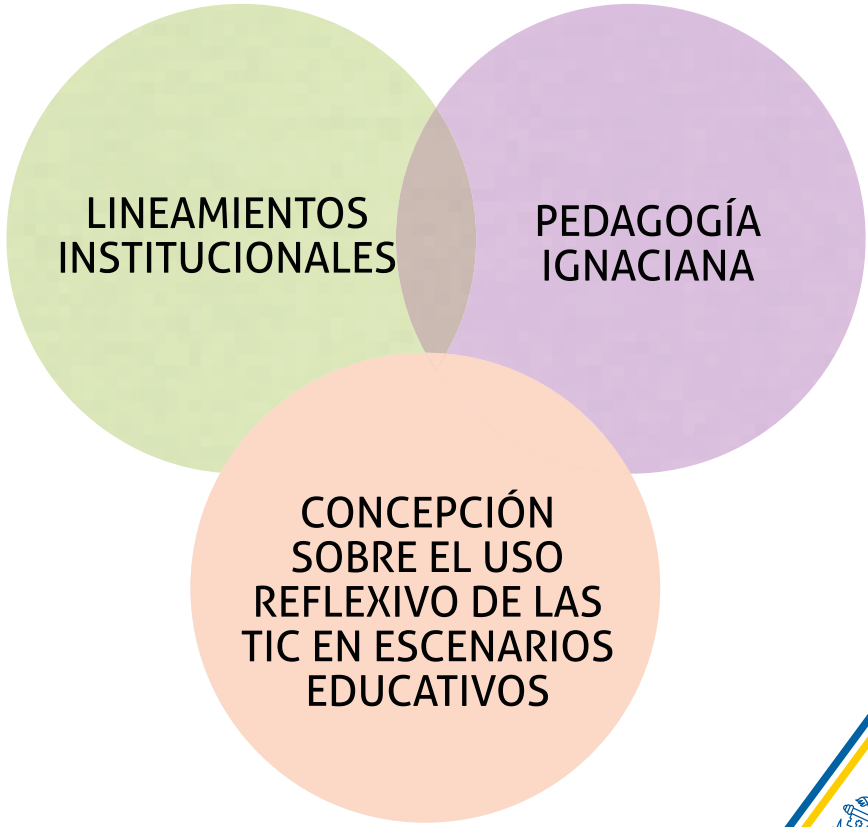 LINEAMIENTOS
INSTITUCIONALES
PEDAGOGÍA
IGNACIANA
CONCEPCIÓN
SOBRE EL USO
REFLEXIVO DE LAS
TIC EN ESCENARIOS
EDUCATIVOS